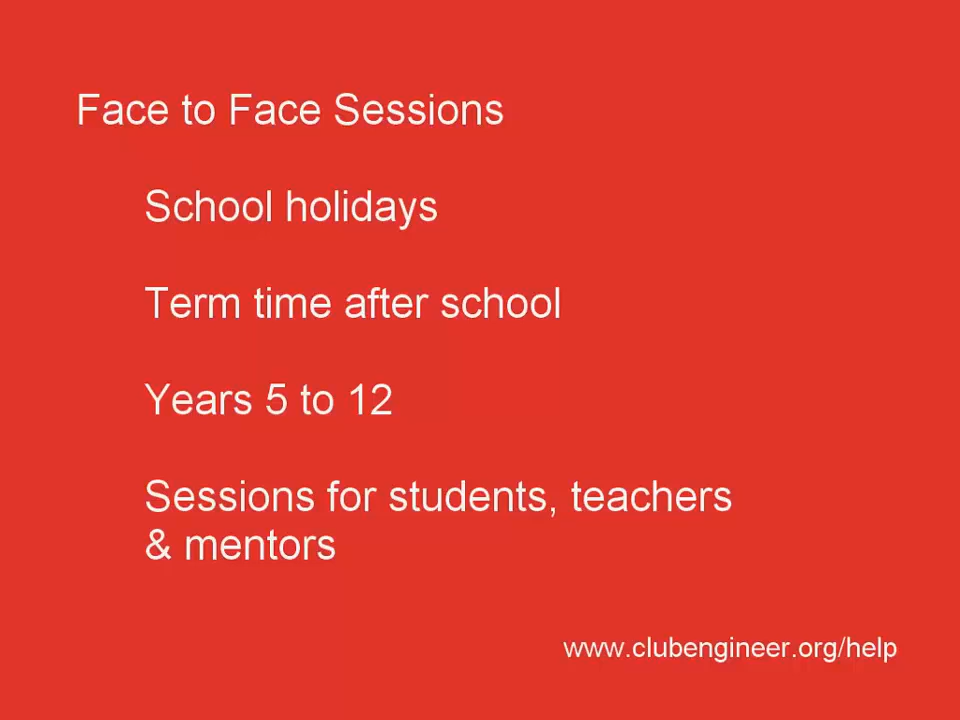 Face to Face Sessions
School holidays
Term time after school
Years 5 to 12
Sessions for students, teachers
& mentors
www.clubengineer.org/help